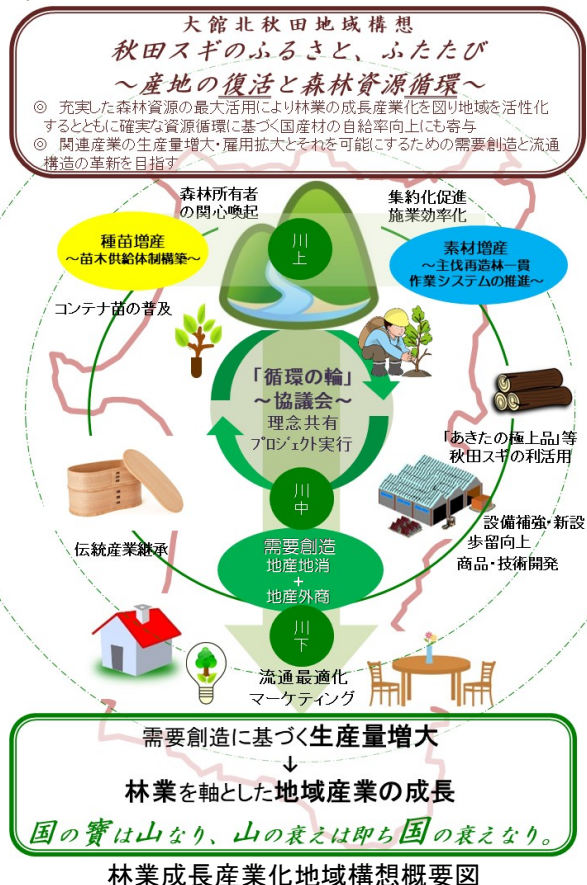 大館北秋田地域構想
秋田スギのふるさと、ふたたび
～産地の復活と森林資源循環～
◎ 充実した森林資源の最大活用により林業の成長産業化を図り地域を活性化
するとともに確実な資源循環に基づく国産材の自給率向上にも寄与
◎ 関連産業の生産量増大・雇用拡大とそれを可能にするための需要創造と流通
構造の革新を目指す
森林所有者
の関心喚起
集約化促進
施業効率化
川
上
種苗増産
～苗木供給体制構築～
素材増産
～主伐再造林一貫
作業システムの推進～
コンテナ苗の普及
「循環の輪」
～協議会～
理念共有
プロジェクト実行
「あきたの極上品」等
秋田スギの利活用
川
中
設備補強・新設
歩留向上
商品・技術開発
伝統産業継承
需要創造
地産地消
+
地産外商
川
下
流通最適化
マーケティング
需要創造に基づく生産量増大
↓
林業を軸とした地域産業の成長
国の寳は山なり、山の衰えは即ち国の衰えなり。
林業成長産業化地域構想概要図